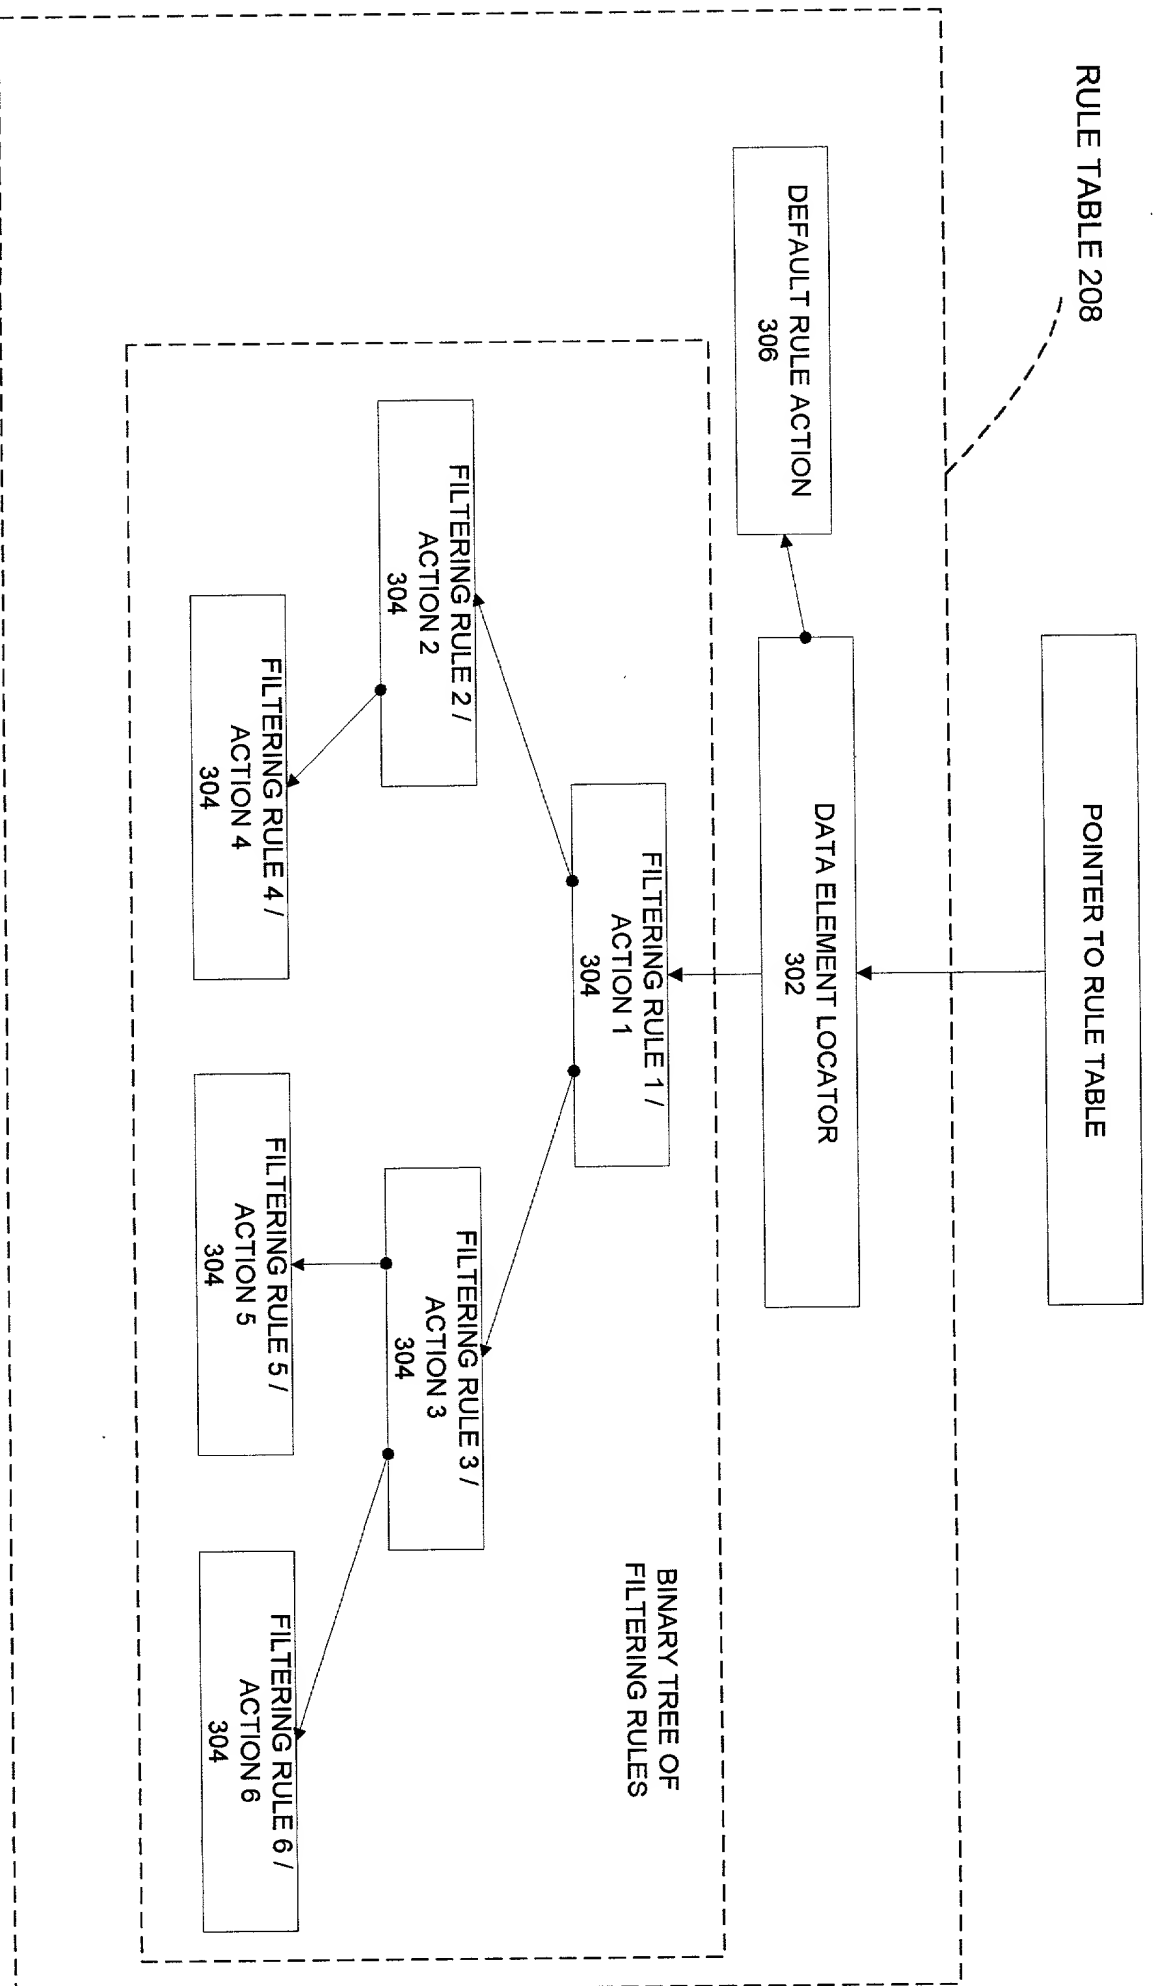 RULE TABLE 208
POINTER TO RULE TABLE
DEFAULT RULE ACTION
306
DATA ELEMENT LOCATOR
302
FILTERING RULE 1 /
ACTION 1
304
BINARY TREE OF
FILTERING RULES
FILTERING RULE 2 /
ACTION 2
304
FILTERING RULE 3 /
ACTION 3
304
FILTERING RULE 4 /
ACTION 4
304
FILTERING RULE 5 /
ACTION 5
304
FILTERING RULE 6 /
ACTION 6
304